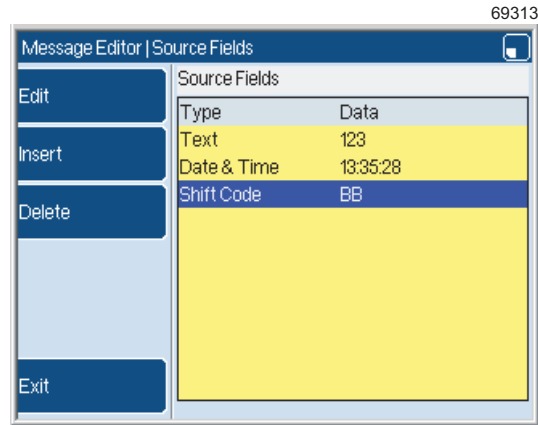 69313
Message Editor | Source Fields
Edit
Insert
Delete
Exit
Source Fields
Type Data
Text 123
Date & Time 13:35:28
Shift Code BB